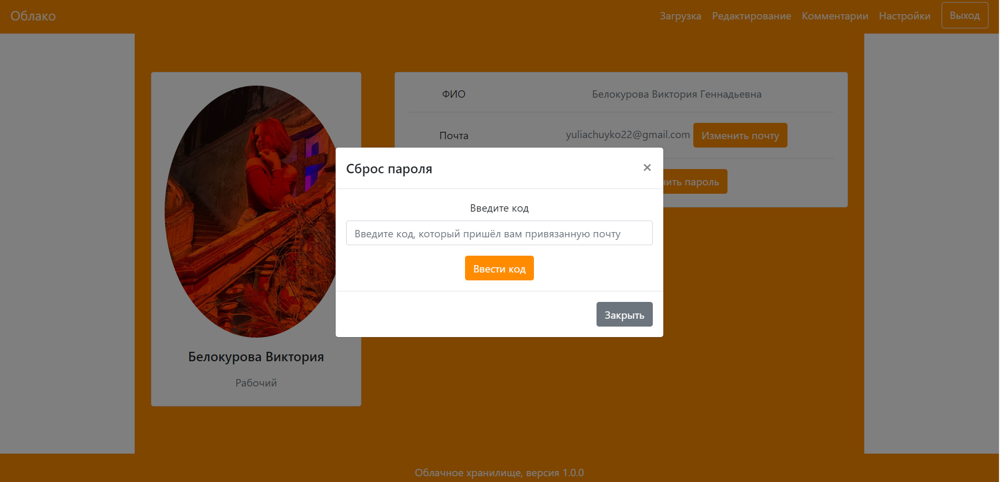 Облако
Загрузка Редактирование Комментарии Настройки Выход
ФИО Белокурова Виктория Геннадьевна
Почта yuliachuyko22@gmail.com Изменить почту
Сброс пароля ×
пароль
Введите код
Введите код, который пришёл вам привязанную почту
Ввести код
Закрыть
Белокурова Виктория
Рабочий
Облачное хранилище, версия 1.0.0